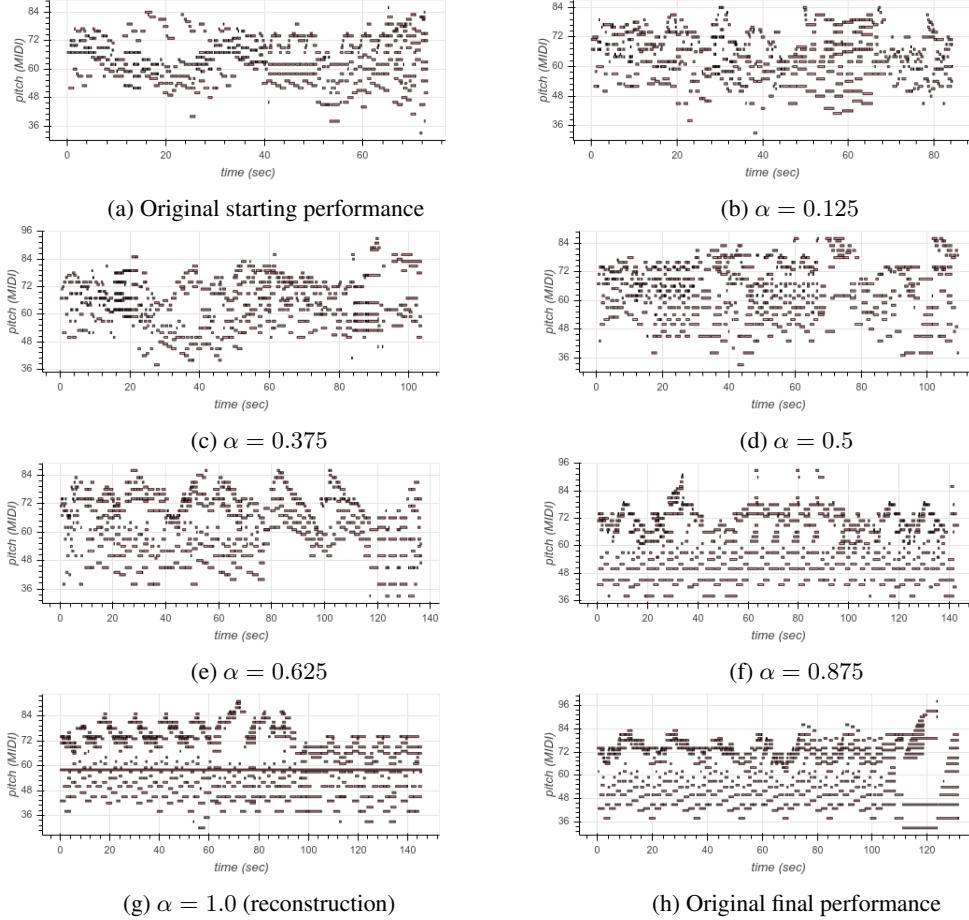 84
72
60
48
36
pitch (MIDI)
0 20 40 60
time (sec)
(a) Original starting performance
84
72
60
48
36
pitch (MIDI)
0 20 40 60 80
time (sec)
(b) α = 0.125
96
84
72
60
48
36
pitch (MIDI)
0 20 40 60 80 100
time (sec)
(c) α = 0.375
84
72
60
48
36
pitch (MIDI)
0 20 40 60 80 100
time (sec)
(d) α = 0.5
84
72
60
48
36
pitch (MIDI)
0 20 40 60 80 100 120 140
time (sec)
(e) α = 0.625
96
84
72
60
48
36
pitch (MIDI)
0 20 40 60 80 100 120 140
time (sec)
(f) α = 0.875
84
72
60
48
36
pitch (MIDI)
0 20 40 60 80 100 120 140
time (sec)
(g) α = 1.0 (reconstruction)
96
84
72
60
48
36
pitch (MIDI)
0 20 40 60 80 100 120
time (sec)
(h) Original final performance